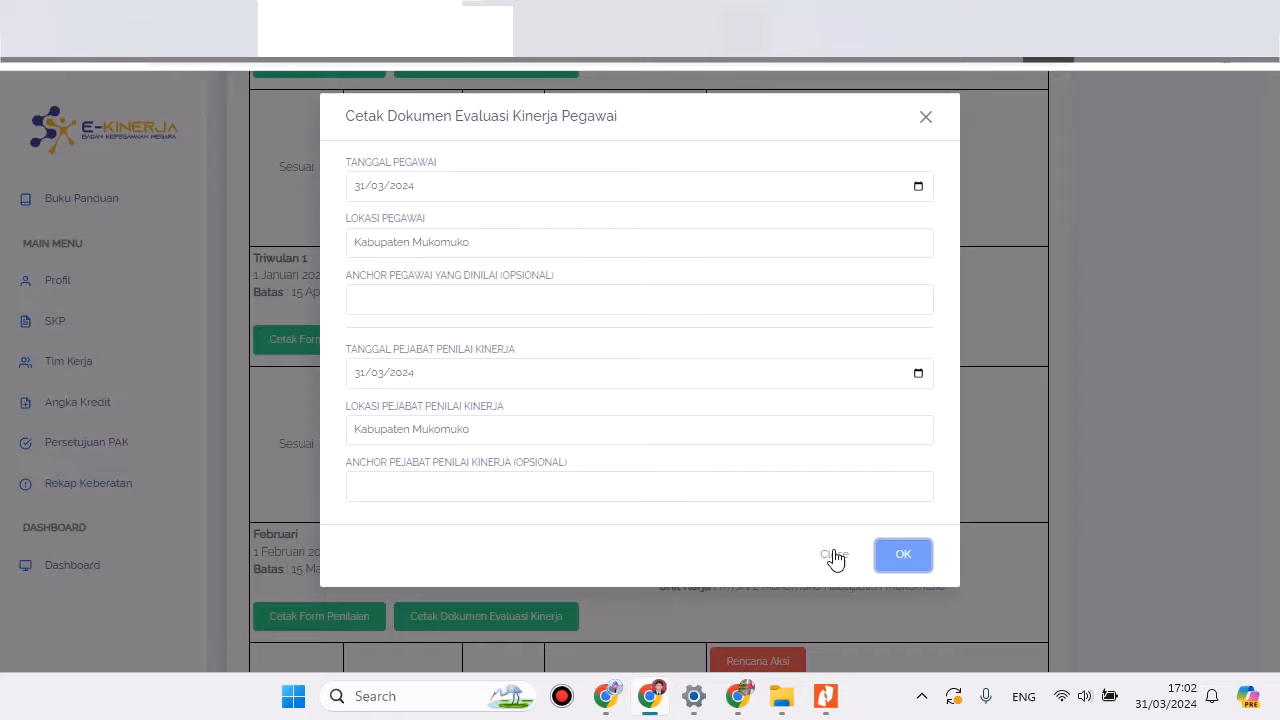 Cetak Dokumen Evaluasi Kinerja Pegawai
E-KINERJA
BADAN KEPEGAWAIAN NEGARA
Buku Panduan
MAIN MENU
Profil
SKP
Tim Kerja
Angka Kredit
Persetujuan PAK
Rekap Keberatan
DASHBOARD
Dashboard
Sesuai
Triwulan 1
1 Januari 202
Batas : 15 Ap
Cetak Form
Sesuai
Februari
1 Februari 20
Batas : 15 Ma
Cetak Form Penilaian
Cetak Dokumen Evaluasi Kinerja
Rencana Aksi
TANGGAL PEGAWAI
31/03/2024
LOKASI PEGAWAI
Kabupaten Mukomuko
ANCHOR PEGAWAI YANG DINILAI (OPSIONAL)
TANGGAL PEJABAT PENILAI KINERJA
31/03/2024
LOKASI PEJABAT PENILAI KINERJA
Kabupaten Mukomuko
ANCHOR PEJABAT PENILAI KINERJA (OPSIONAL)
Close
OK
Search
ENG
17:02
31/03/2024
PRE